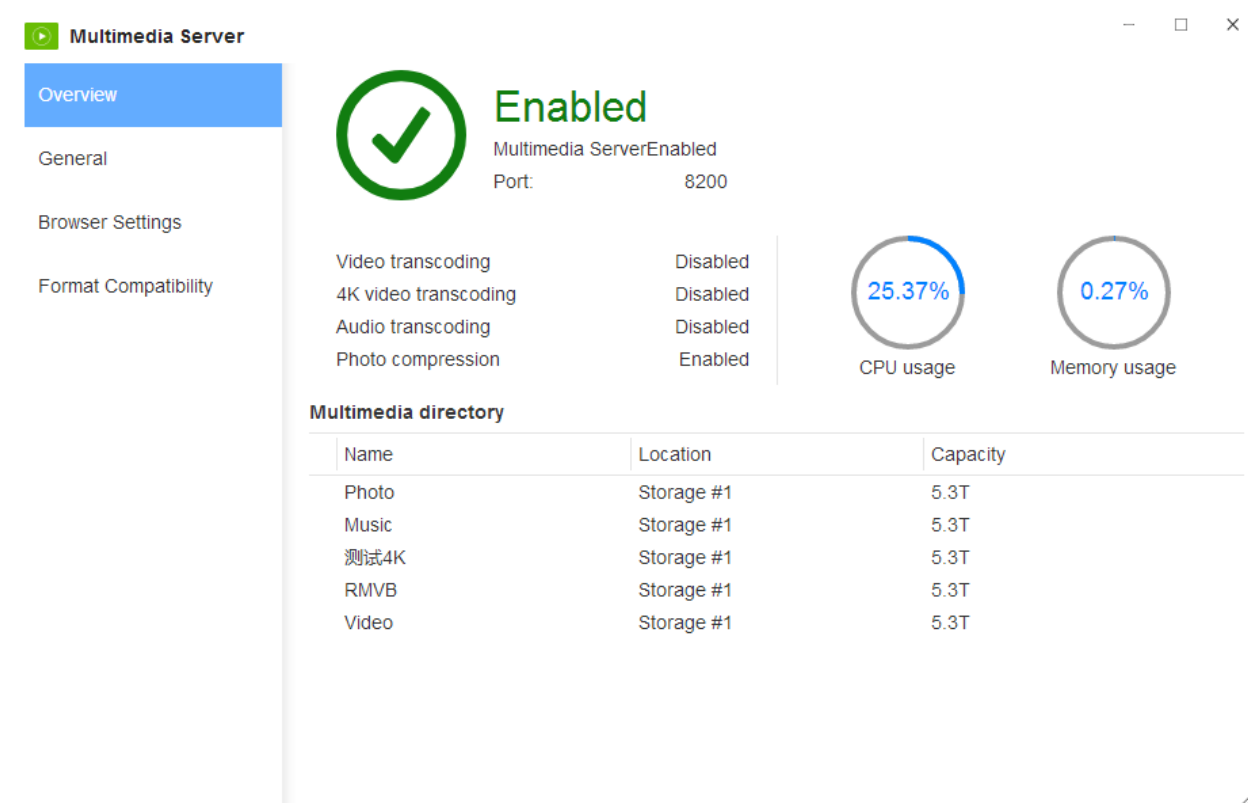 Multimedia Server
Overview
General
Browser Settings
Format Compatibility
Enabled
Multimedia ServerEnabled
Port: 8200
Video transcoding Disabled
4K video transcoding Disabled
Audio transcoding Disabled
Photo compression Enabled
25.37%
CPU usage
0.27%
Memory usage
Multimedia directory
Name Location Capacity
Photo Storage #1 5.3T
Music Storage #1 5.3T
测试4K Storage #1 5.3T
RMVB Storage #1 5.3T
Video Storage #1 5.3T